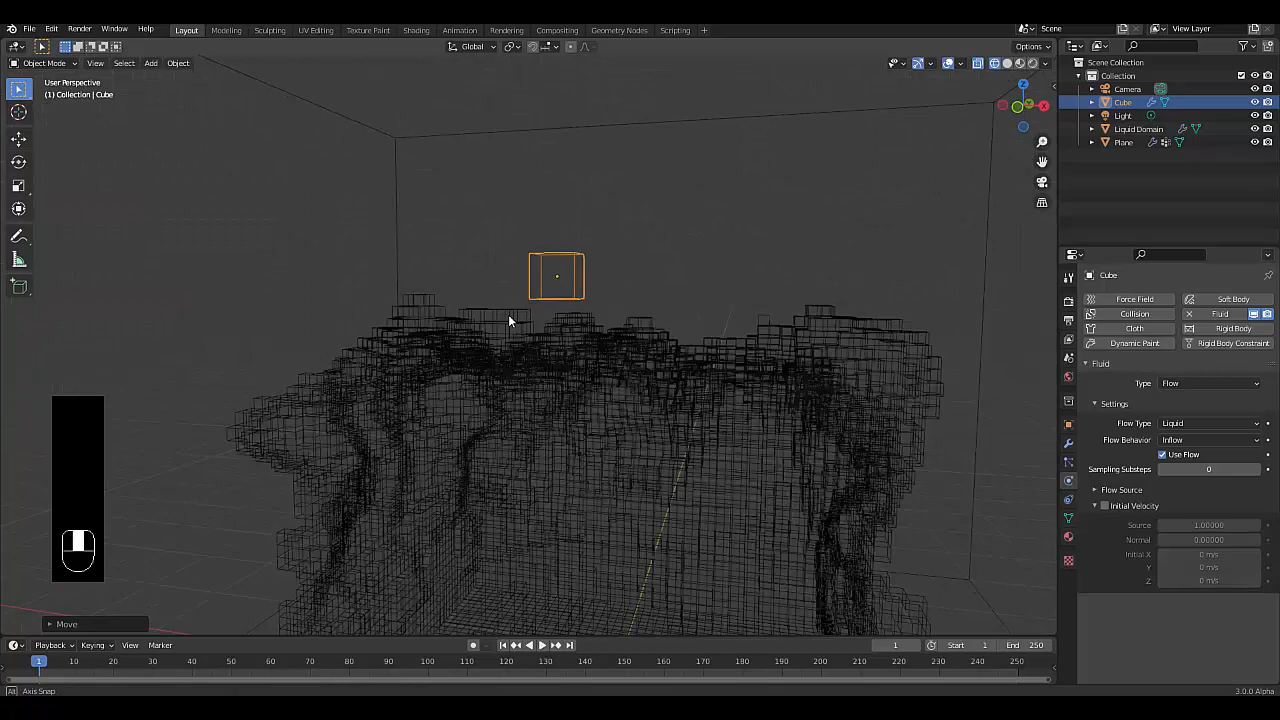 File Edit Render Window Help Layout Modeling Sculpting UV Editing Texture Paint Shading Animation Rendering Compositing Geometry Nodes Scripting Scene View Layer
Global Options
Object Mode View Select Add Object
User Perspective
(1) Collection | Cube
Scene Collection
Collection
Camera
Cube
Light
Liquid Domain
Plane
Z
X
Cube
Force Field Soft Body
Collision Fluid
Cloth Rigid Body
Dynamic Paint Rigid Body Constraint
Fluid
Type Flow
Settings
Flow Type Liquid
Flow Behavior Inflow
Use Flow
Sampling Substeps 0
Flow Source
Initial Velocity
Source 1.00000
Normal 0.00000
Initial X 0 m/s
Y 0 m/s
Z 0 m/s
Move
Playback Keying View Marker 1 Start 1 End 250
1 10 20 30 40 50 60 70 80 90 100 110 120 130 140 150 160 170 180 190 200 210 220 230 240 250
Alt Axis Snap 3.0.0 Alpha